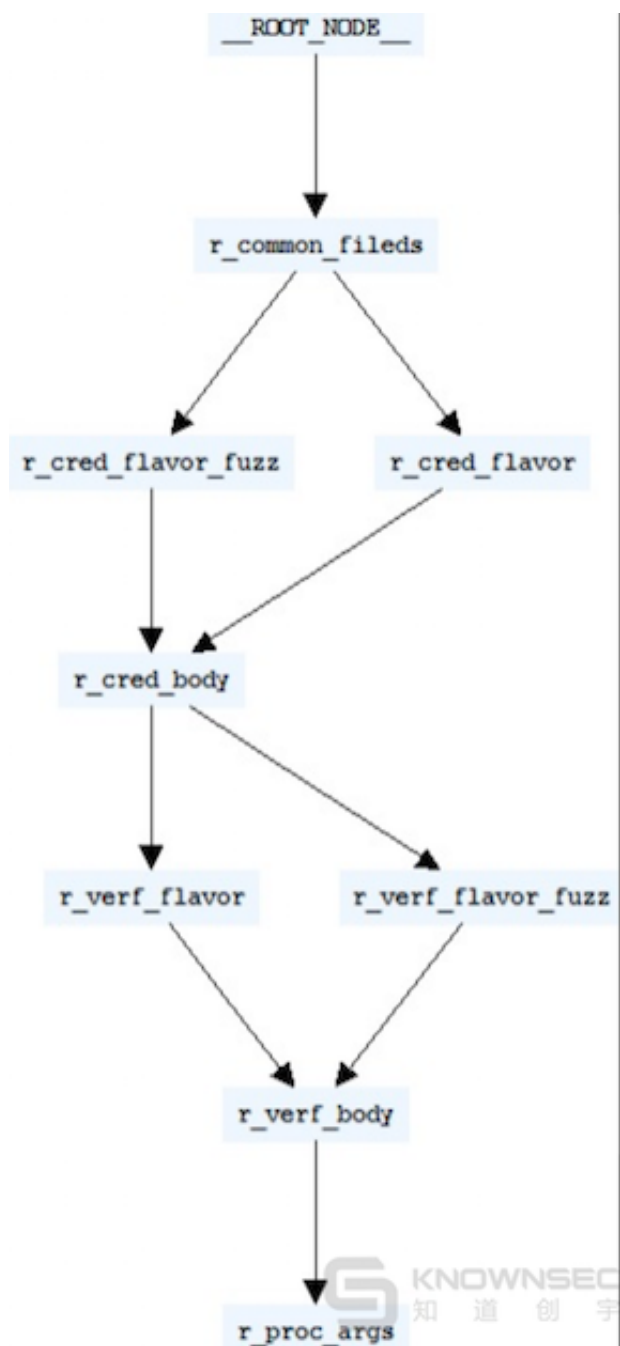 __ROOT_NODE__
r_common_fileds
r_cred_flavor_fuzz
r_cred_flavor
r_cred_body
r_verf_flavor
r_verf_flavor_fuzz
r_verf_body
KNOWNSEC
知道创宇
r_proc_args